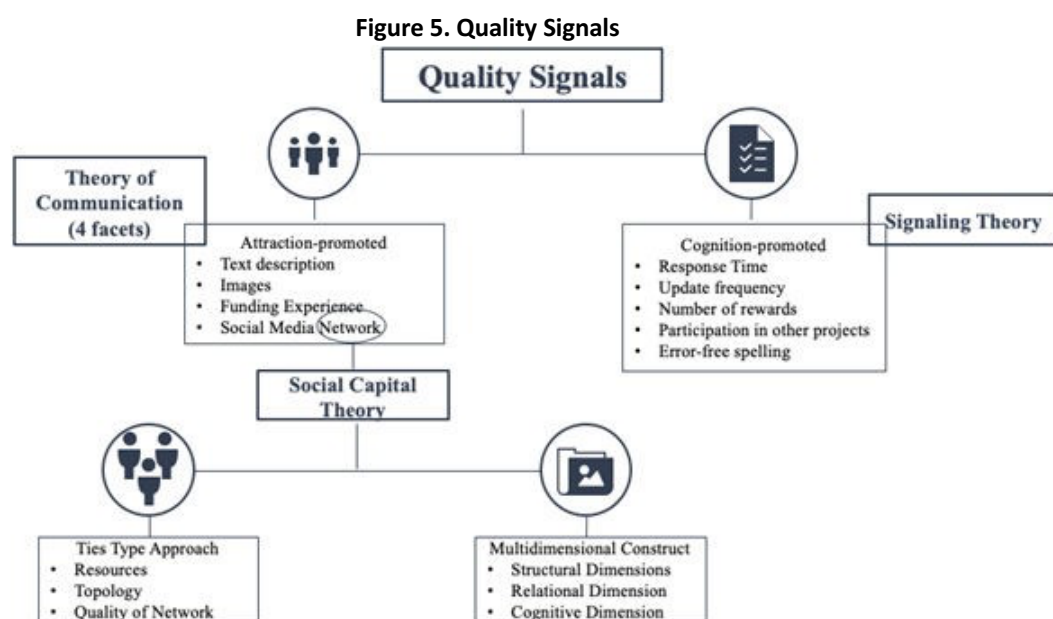 Figure 5. Quality Signals
Quality Signals
Theory of
Communication
(4 facets)
Signaling Theory
Attraction-promoted
• Text description
• Images
• Funding Experience
• Social Media Network
Cognition-promoted
• Response Time
• Update frequency
• Number of rewards
• Participation in other projects
• Error-free spelling
Social Capital
Theory
Ties Type Approach
• Resources
• Topology
• Quality of Network
Multidimensional Construct
• Structural Dimensions
• Relational Dimension
• Cognitive Dimension